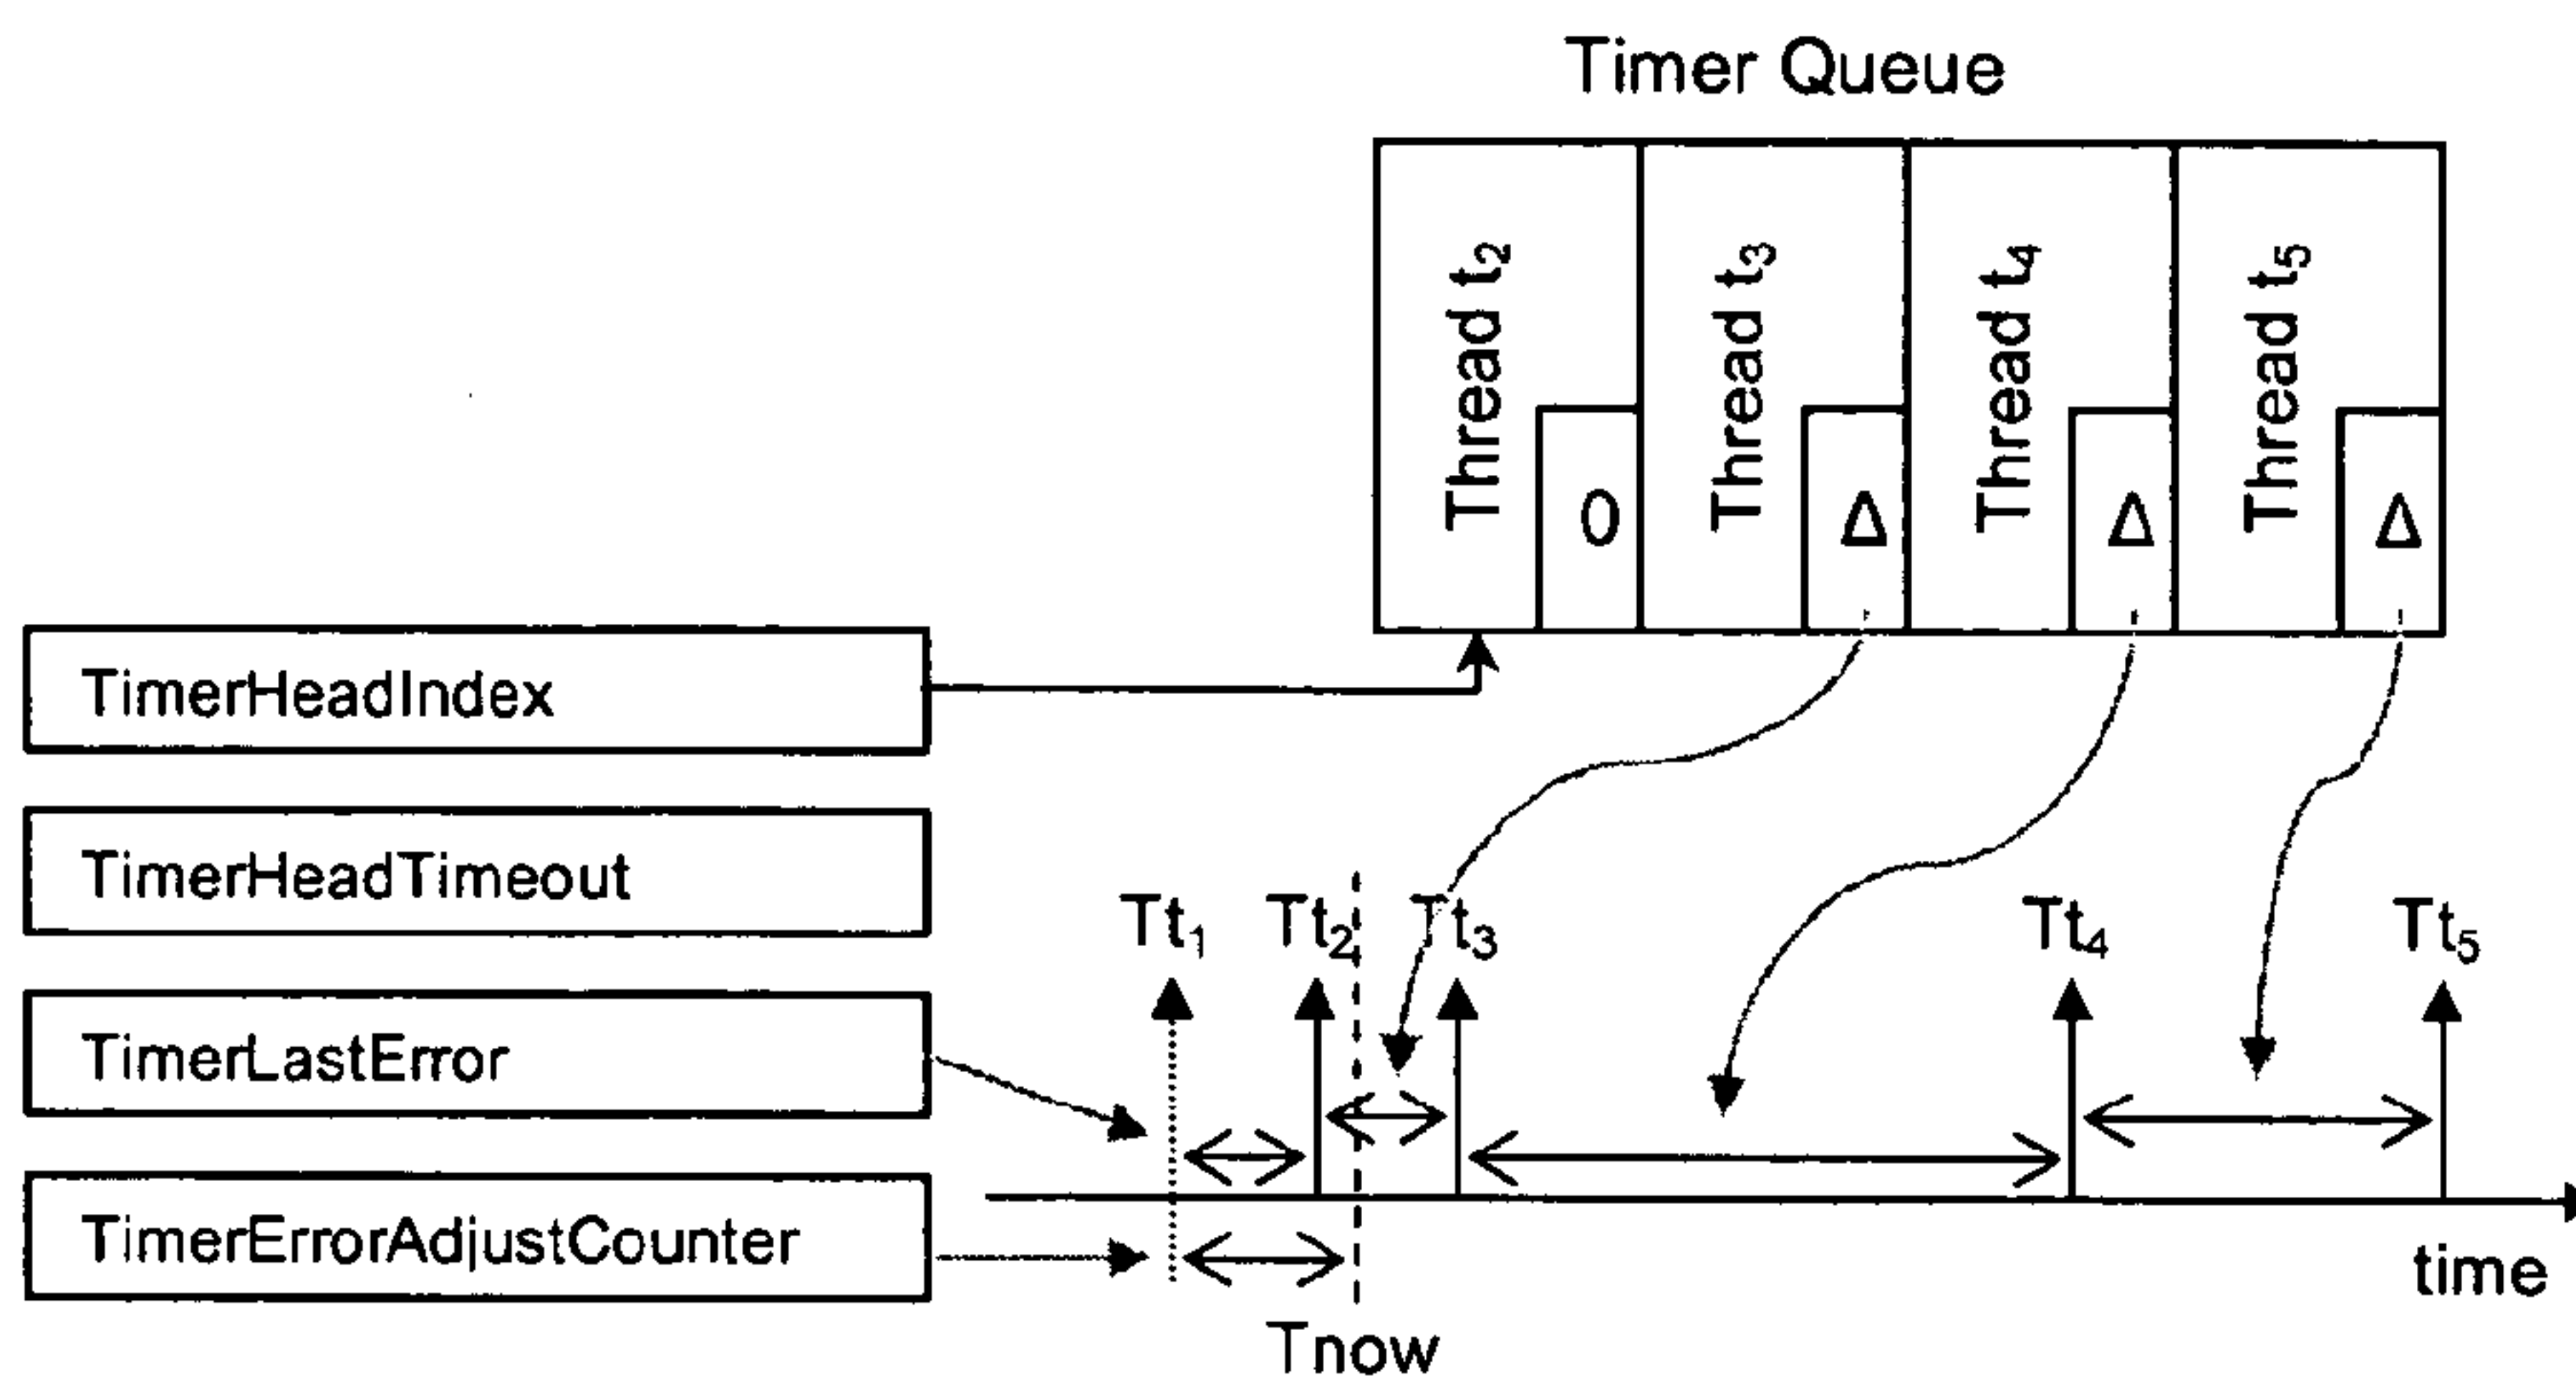 Timer Queue
Thread t₂
0
Thread t₃
Δ
Thread t₄
Δ
Thread t₅
Δ
TimerHeadIndex
TimerHeadTimeout
TimerLastError
TimerErrorAdjustCounter
Tt₁ Tt₂ Tt₃ Tt₄ Tt₅
time
Tnow